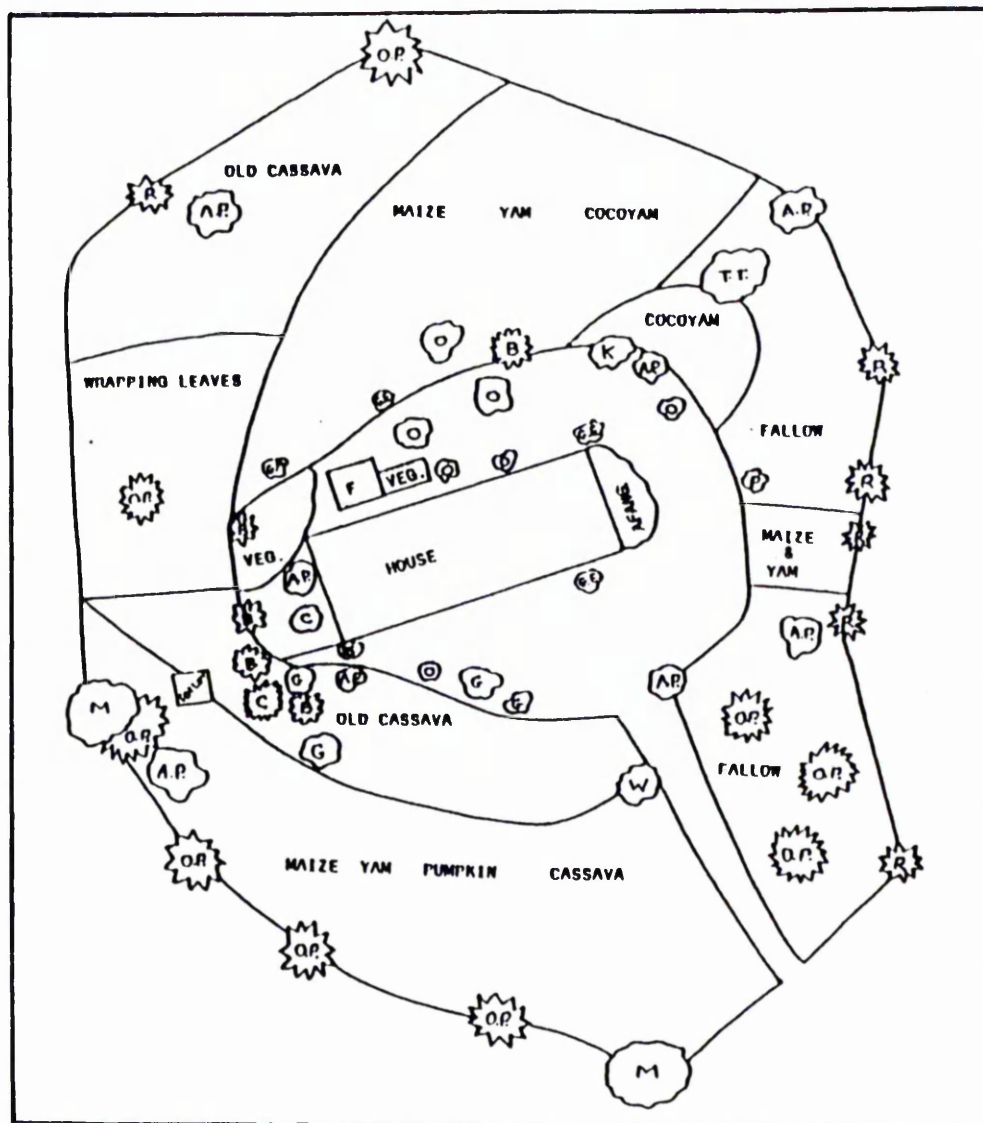 O.P.
OLD CASSAVA
R
A.P.
MAIZE YAM COCOYAM
A.P.
T.T.
COCOYAM
O
B
K
A.P.
R
WRAPPING LEAVES
O
O
O
FALLOW
O.P.
F
VEG.
O
P
R
AFANG
MAIZE
&
YAM
VEG.
HOUSE
A.P.
C
R
A.P.
B
G
A.P.
O
G
G
A.P.
C
B
OLD CASSAVA
M
O.P.
O.P.
A.P.
G
W
FALLOW
O.P.
O.P.
MAIZE YAM PUMPKIN CASSAVA
O.P.
R
O.P.
O.P.
M